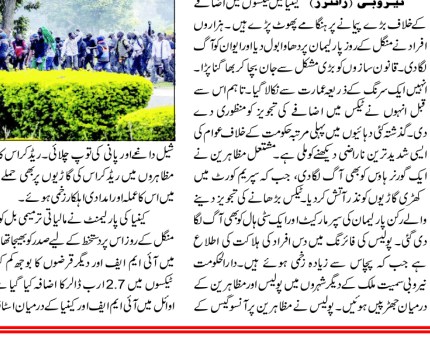 نیروبی (رائٹرز) کینیا میں ٹیکسوں میں اضافے
کے خلاف بڑے پیمانے پر ہنگامے پھوٹ پڑے ہیں۔ ہزاروں
افراد نے منگل کے روز پارلیمان پر دھاوا بول دیا اور ایوان کو آگ
لگا دی۔ قانون سازوں کو بڑی مشکل سے جان بچا کر بھاگنا پڑا۔
انہیں ایک سرنگ کے ذریعہ عمارت سے نکالا گیا۔ تاہم اس سے
قبل انہوں نے ٹیکس میں اضافے کی تجویز کو منظوری دے
دی۔ گذشتہ کئی دہائیوں میں پہلی مرتبہ حکومت کے خلاف عوام کی
ایسی شدید ترین ناراضی دیکھنے کو ملی ہے۔ مشتعل مظاہرین نے
ایک گورنر ہاؤس کو بھی آگ لگا دی، جب کہ سپریم کورٹ میں
کھڑی گاڑیوں کو نذر آتش کر دیا۔ ٹیکس بڑھانے کی تجویز دینے
والے رکن پارلیمان کی سپر مارکیٹ اور ایک سٹی ہال کو بھی آگ لگا
دی گئی۔ پولیس کی فائرنگ میں دس افراد کی ہلاکت کی اطلاع
ہے جب کہ پچاس سے زیادہ زخمی ہوئے ہیں۔ دارالحکومت
نیروبی سمیت ملک کے دیگر شہروں میں پولیس اور مظاہرین کے
درمیان جھڑپیں ہوئیں۔ پولیس نے مظاہرین پر آنسو گیس کے
شیل داغے اور پانی کی توپ چلائی۔ ریڈ کراس کا
مظاہروں میں ریڈ کراس کی گاڑیوں پر بھی حملے
میں اس کا عملہ اور امدادی اہلکار زخمی ہوئے۔
کینیا کی پارلیمنٹ نے مالیاتی ترمیمی بل کو
منگل کے روز اس پر دستخط کے لیے صدر کو بھیجا تھا
میں آئی ایم ایف اور دیگر قرضوں کا بوجھ کم ک
ٹیکسوں میں 2.7 ارب ڈالر کا اضافہ کیا گیا
اوائل میں آئی ایم ایف اور کینیا کے درمیان اسٹا